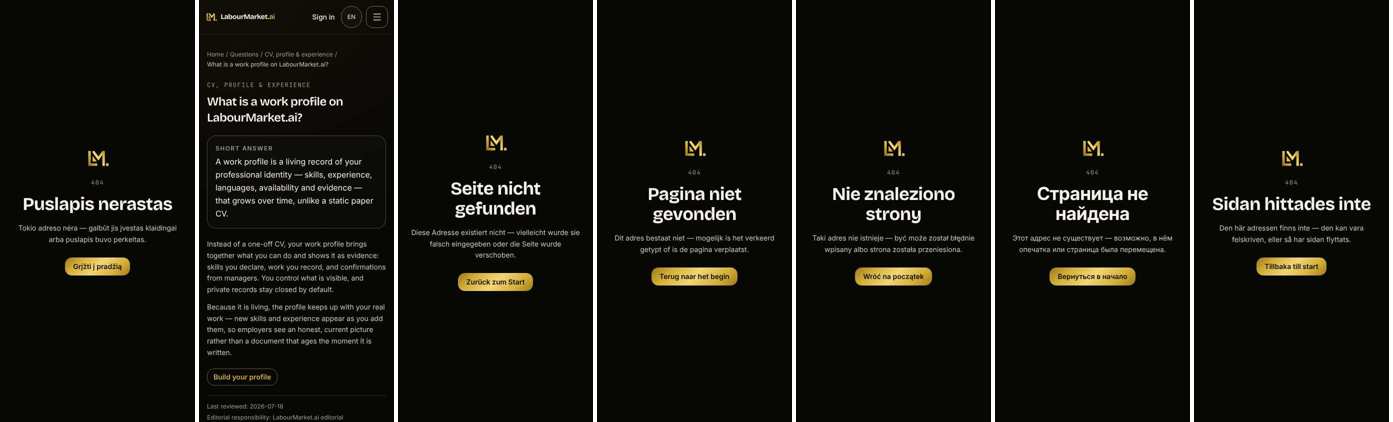 LM.
404
Puslapis nerastas
Tokio adreso nėra — galbūt jis įvestas klaidingai
arba puslapis buvo perkeltas.
Grįžti į pradžią
LM. LabourMarket.ai
Sign in
EN
Home / Questions / CV, profile & experience /
What is a work profile on LabourMarket.ai?
CV, PROFILE & EXPERIENCE
What is a work profile on
LabourMarket.ai?
SHORT ANSWER
A work profile is a living record of your
professional identity — skills, experience,
languages, availability and evidence —
that grows over time, unlike a static paper
CV.
Instead of a one-off CV, your work profile brings
together what you can do and shows it as evidence:
skills you declare, work you record, and confirmations
from managers. You control what is visible, and
private records stay closed by default.
Because it is living, the profile keeps up with your real
work — new skills and experience appear as you add
them, so employers see an honest, current picture
rather than a document that ages the moment it is
written.
Build your profile
Last reviewed: 2026-07-18
Editorial responsibility: LabourMarket.ai editorial
LM.
404
Seite nicht
gefunden
Diese Adresse existiert nicht — vielleicht wurde sie
falsch eingegeben oder die Seite wurde
verschoben.
Zurück zum Start
LM.
404
Pagina niet
gevonden
Dit adres bestaat niet — mogelijk is het verkeerd
getypt of is de pagina verplaatst.
Terug naar het begin
LM.
404
Nie znaleziono
strony
Taki adres nie istnieje — być może został błędnie
wpisany albo strona została przeniesiona.
Wróć na początek
LM.
404
Страница не
найдена
Этот адрес не существует — возможно, в нём
опечатка или страница была перемещена.
Вернуться в начало
LM.
404
Sidan hittades inte
Den här adressen finns inte — den kan vara
felskriven, eller så har sidan flyttats.
Tillbaka till start